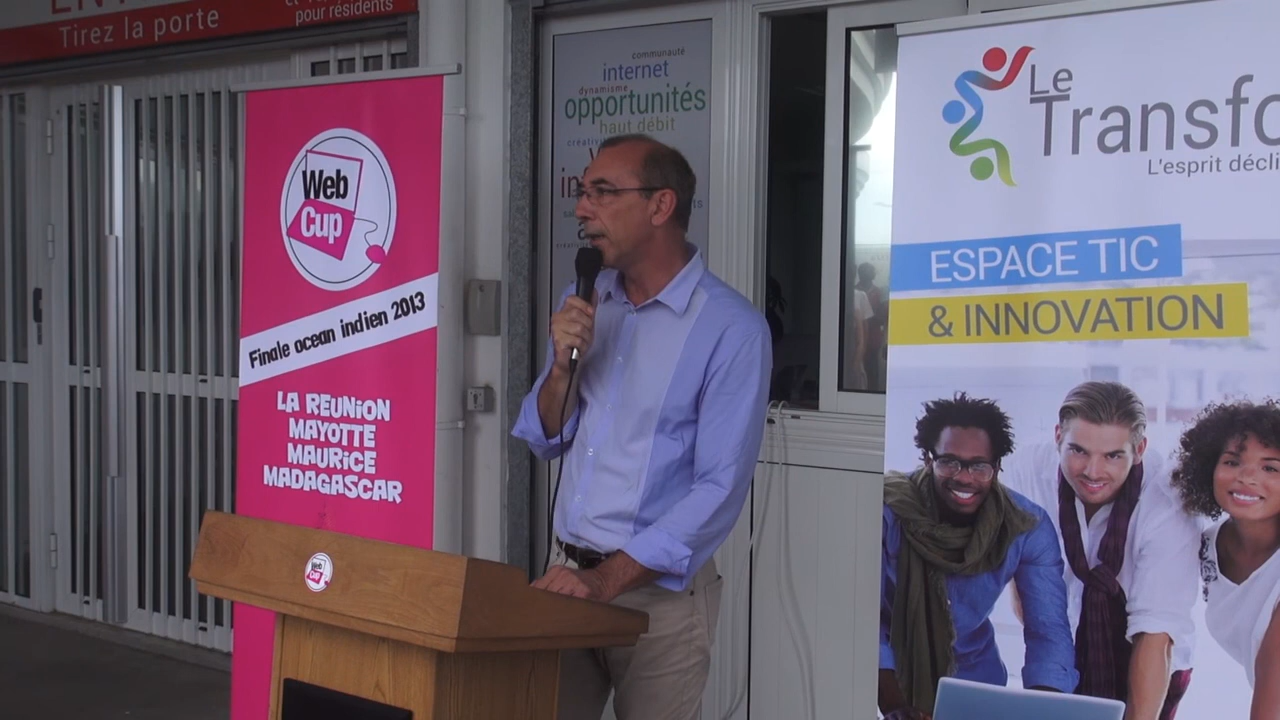 Tirez la porte
pour résidents
communauté
internet
dynamisme
opportunités
haut débit
Web
Cup
Finale ocean indien 2013
LA REUNION
MAYOTTE
MAURICE
MADAGASCAR
Web
Cup
Le
Transfo
L'esprit décli
ESPACE TIC
& INNOVATION